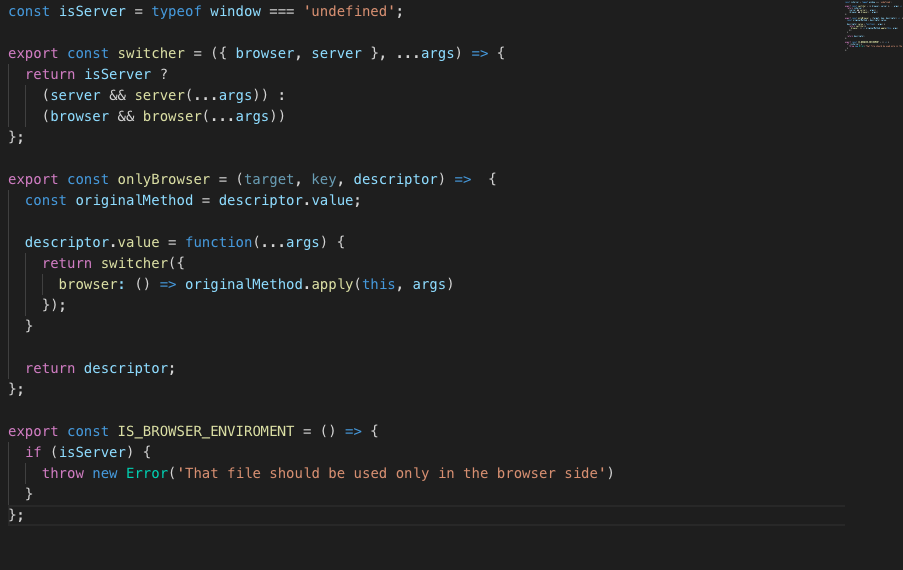 const isServer = typeof window === 'undefined';

export const switcher = ({ browser, server }, ...args) => {
  return isServer ?
    (server && server(...args)) :
    (browser && browser(...args))
};

export const onlyBrowser = (target, key, descriptor) =>  {
  const originalMethod = descriptor.value;

  descriptor.value = function(...args) {
    return switcher({
      browser: () => originalMethod.apply(this, args)
    });
  }

  return descriptor;
};

export const IS_BROWSER_ENVIROMENT = () => {
  if (isServer) {
    throw new Error('That file should be used only in the browser side')
  }
};